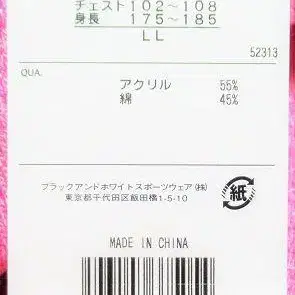 チェスト102～108
身長 175～185
LL
52313
QUA.
アクリル 55%
綿 45%
ブラックアンドホワイトスポーツウェア(株)
東京都千代田区飯田橋1-5-10
紙
MADE IN CHINA